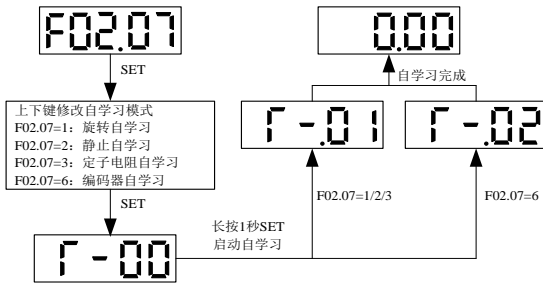 F02.07
0.00
SET
自学习完成
上下键修改自学习模式
F02.07=1：旋转自学习
F02.07=2：静止自学习
F02.07=3：定子电阻自学习
F02.07=6：编码器自学习
Г-.01
Г-.02
SET
F02.07=1/2/3
F02.07=6
长按1秒SET
启动自学习
Г-00